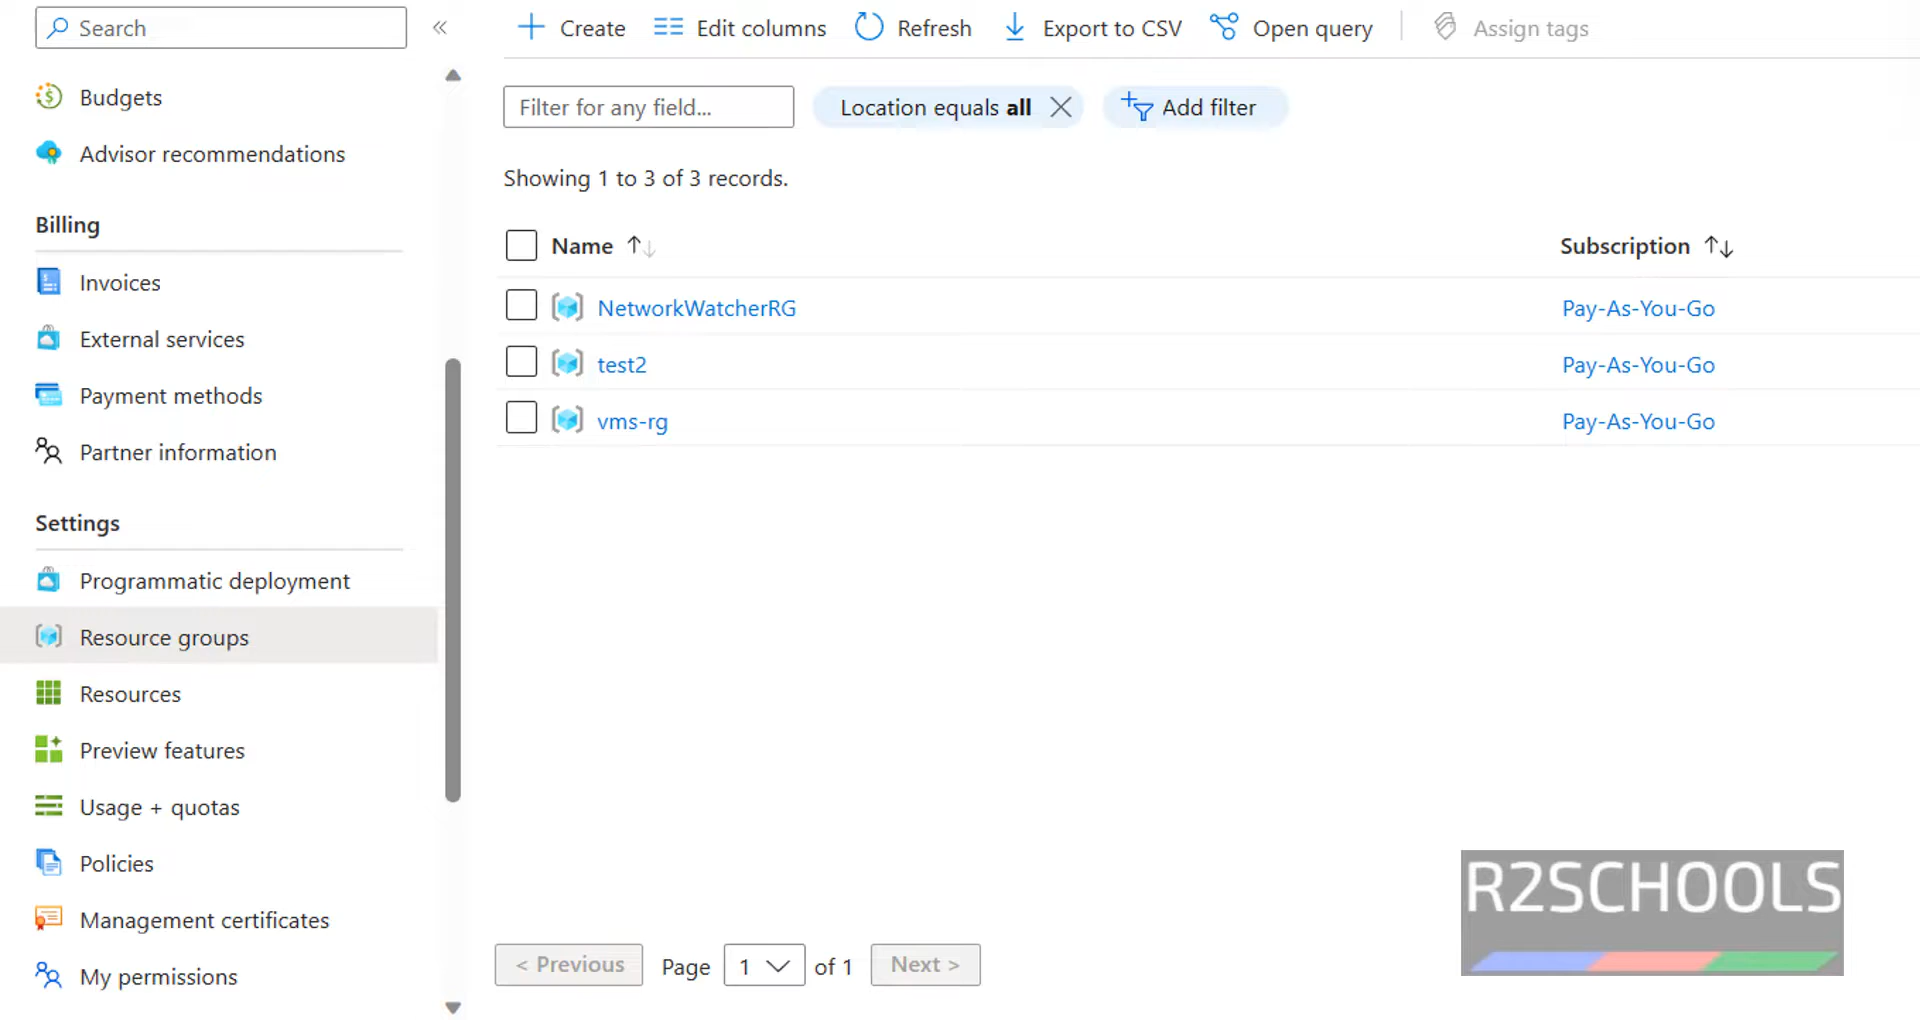 Search
«
Create
Edit columns
Refresh
Export to CSV
Open query
Assign tags
Budgets
Advisor recommendations
Billing
Invoices
External services
Payment methods
Partner information
Settings
Programmatic deployment
Resource groups
Resources
Preview features
Usage + quotas
Policies
Management certificates
My permissions
Filter for any field...
Location equals all
Add filter
Showing 1 to 3 of 3 records.
Name ↑↓ Subscription ↑↓
NetworkWatcherRG Pay-As-You-Go
test2 Pay-As-You-Go
vms-rg Pay-As-You-Go
< Previous Page 1 of 1 Next >
R2SCHOOLS